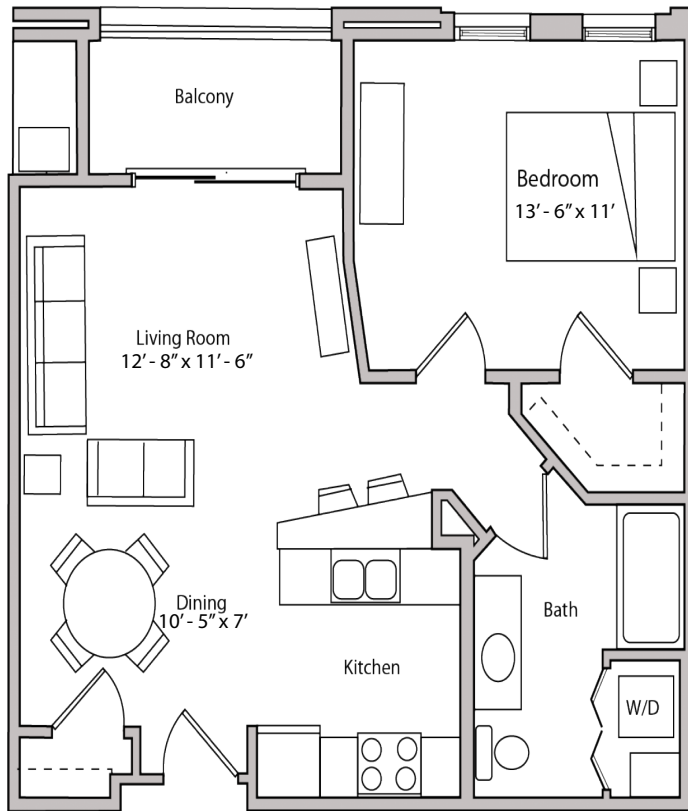 Balcony
Bedroom
13’ - 6” x 11’
Living Room
12’ - 8” x 11’ - 6”
Dining
10’ - 5” x 7’
Kitchen
Bath
W/D